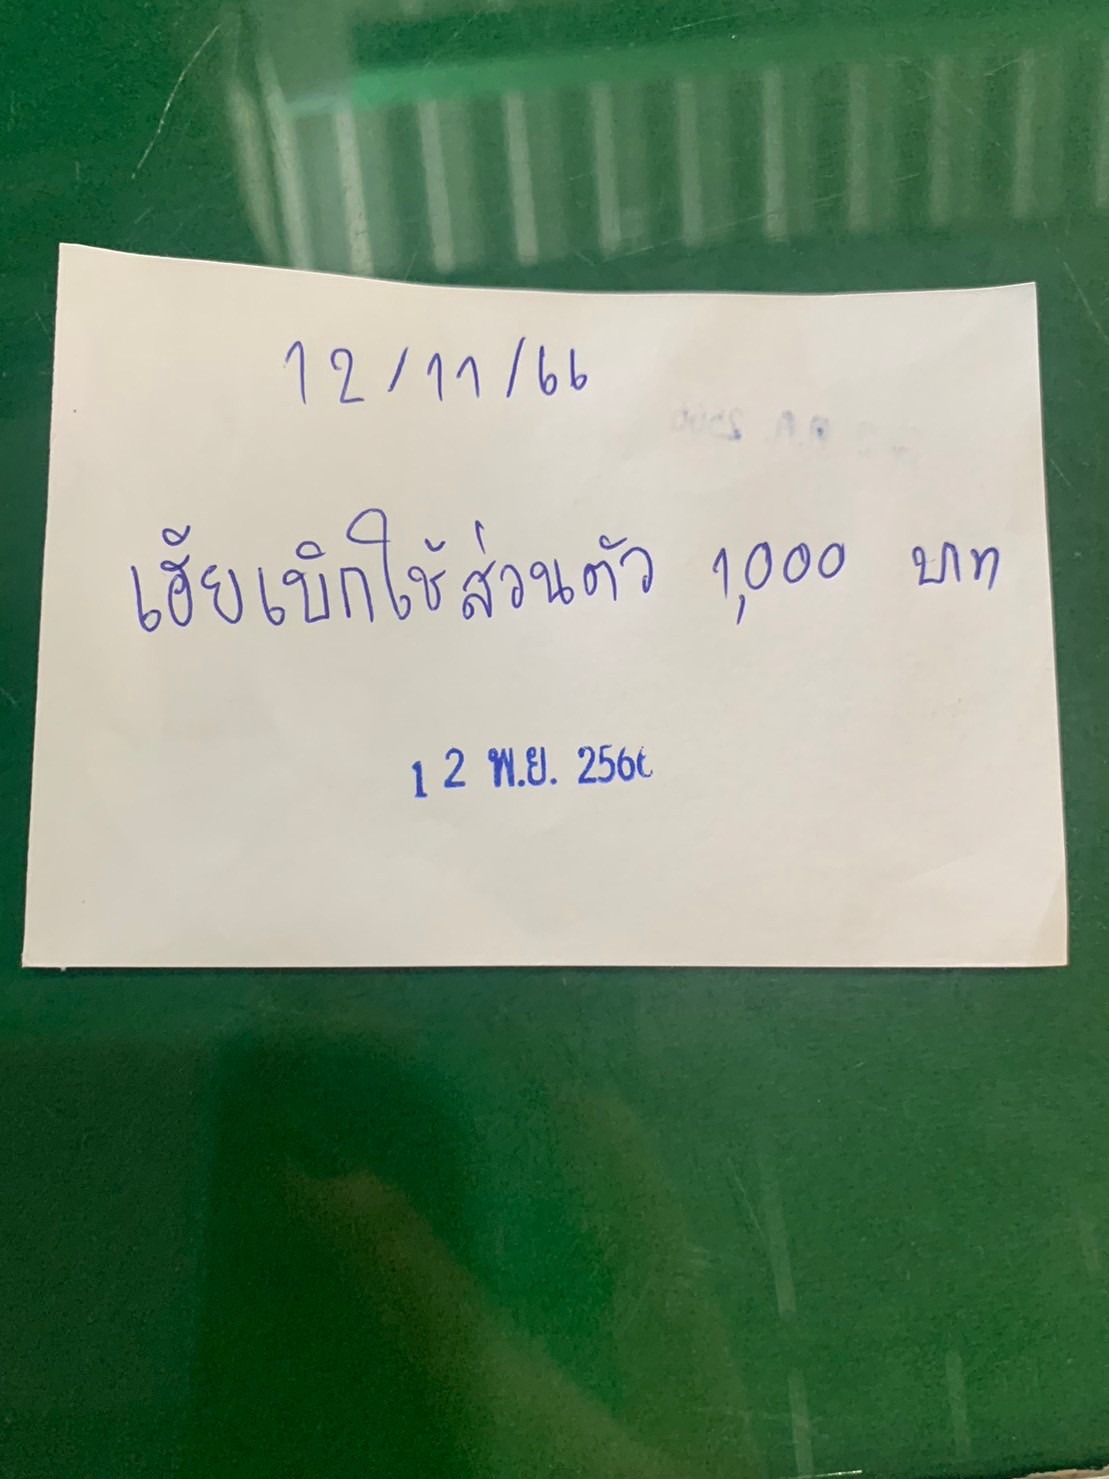 12/11/66
เฮียเบิกใช้ส่วนตัว 1,000 บาท
12 พ.ย. 2566